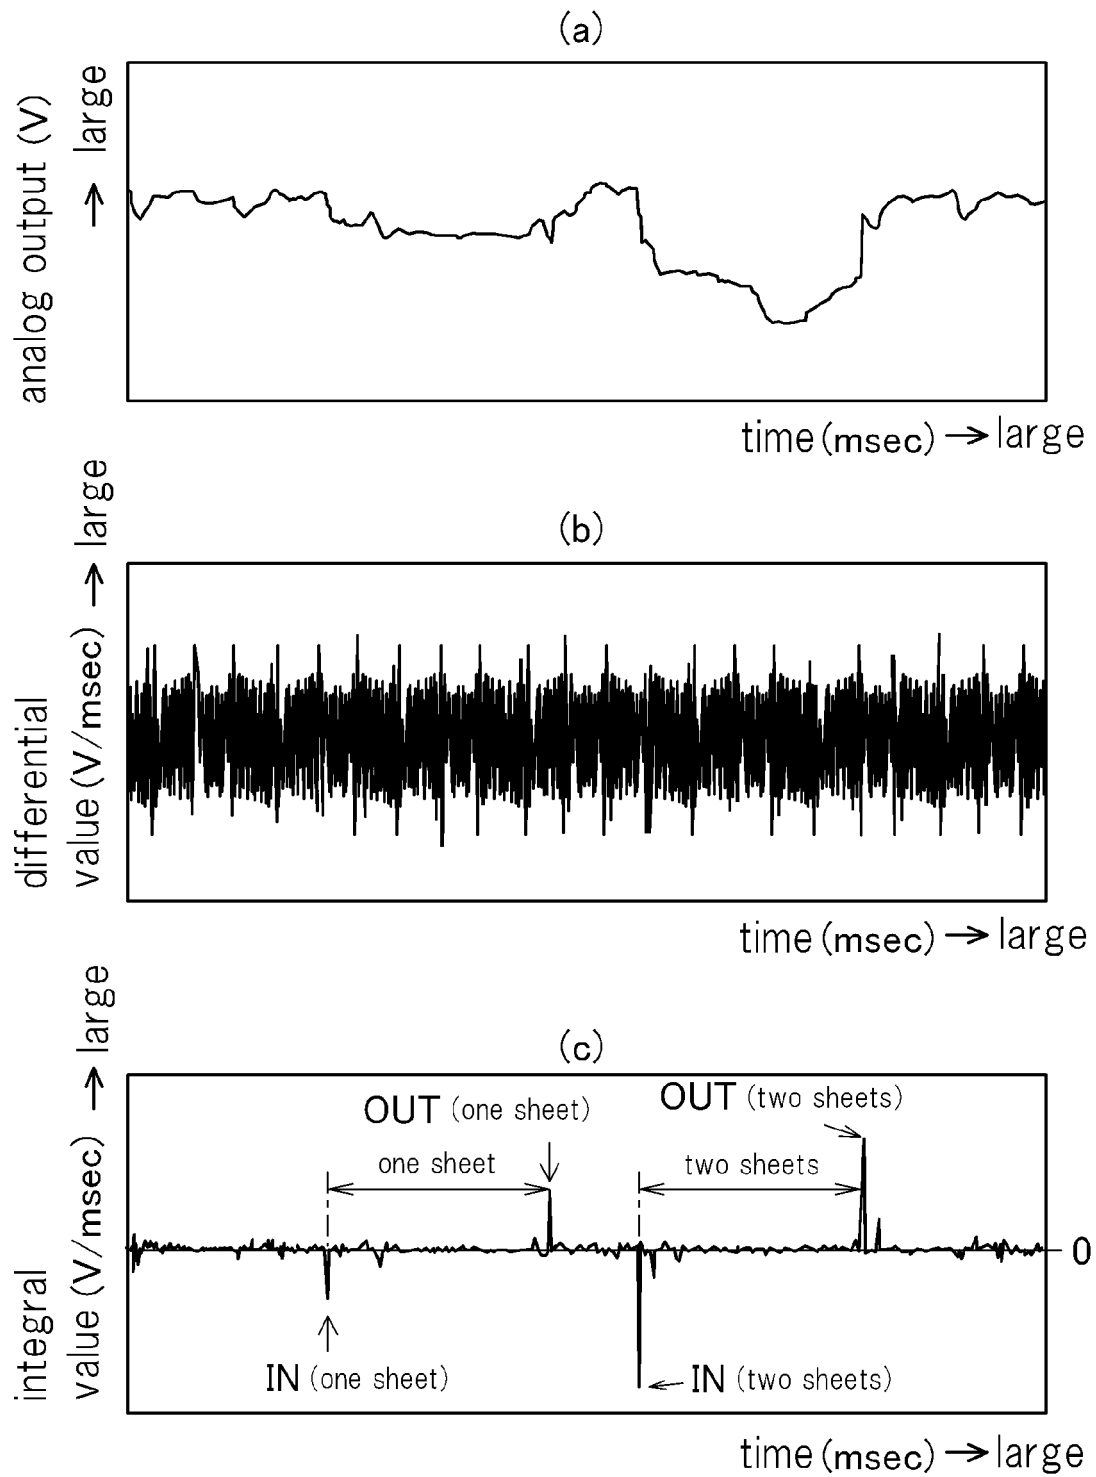 (a)
analog output (V) → large
time (msec) → large
(b)
differential
value (V/msec) → large
time (msec) → large
(c)
integral
value (V/msec) → large
OUT (one sheet)
OUT (two sheets)
one sheet
two sheets
0
IN (one sheet)
IN (two sheets)
time (msec) → large